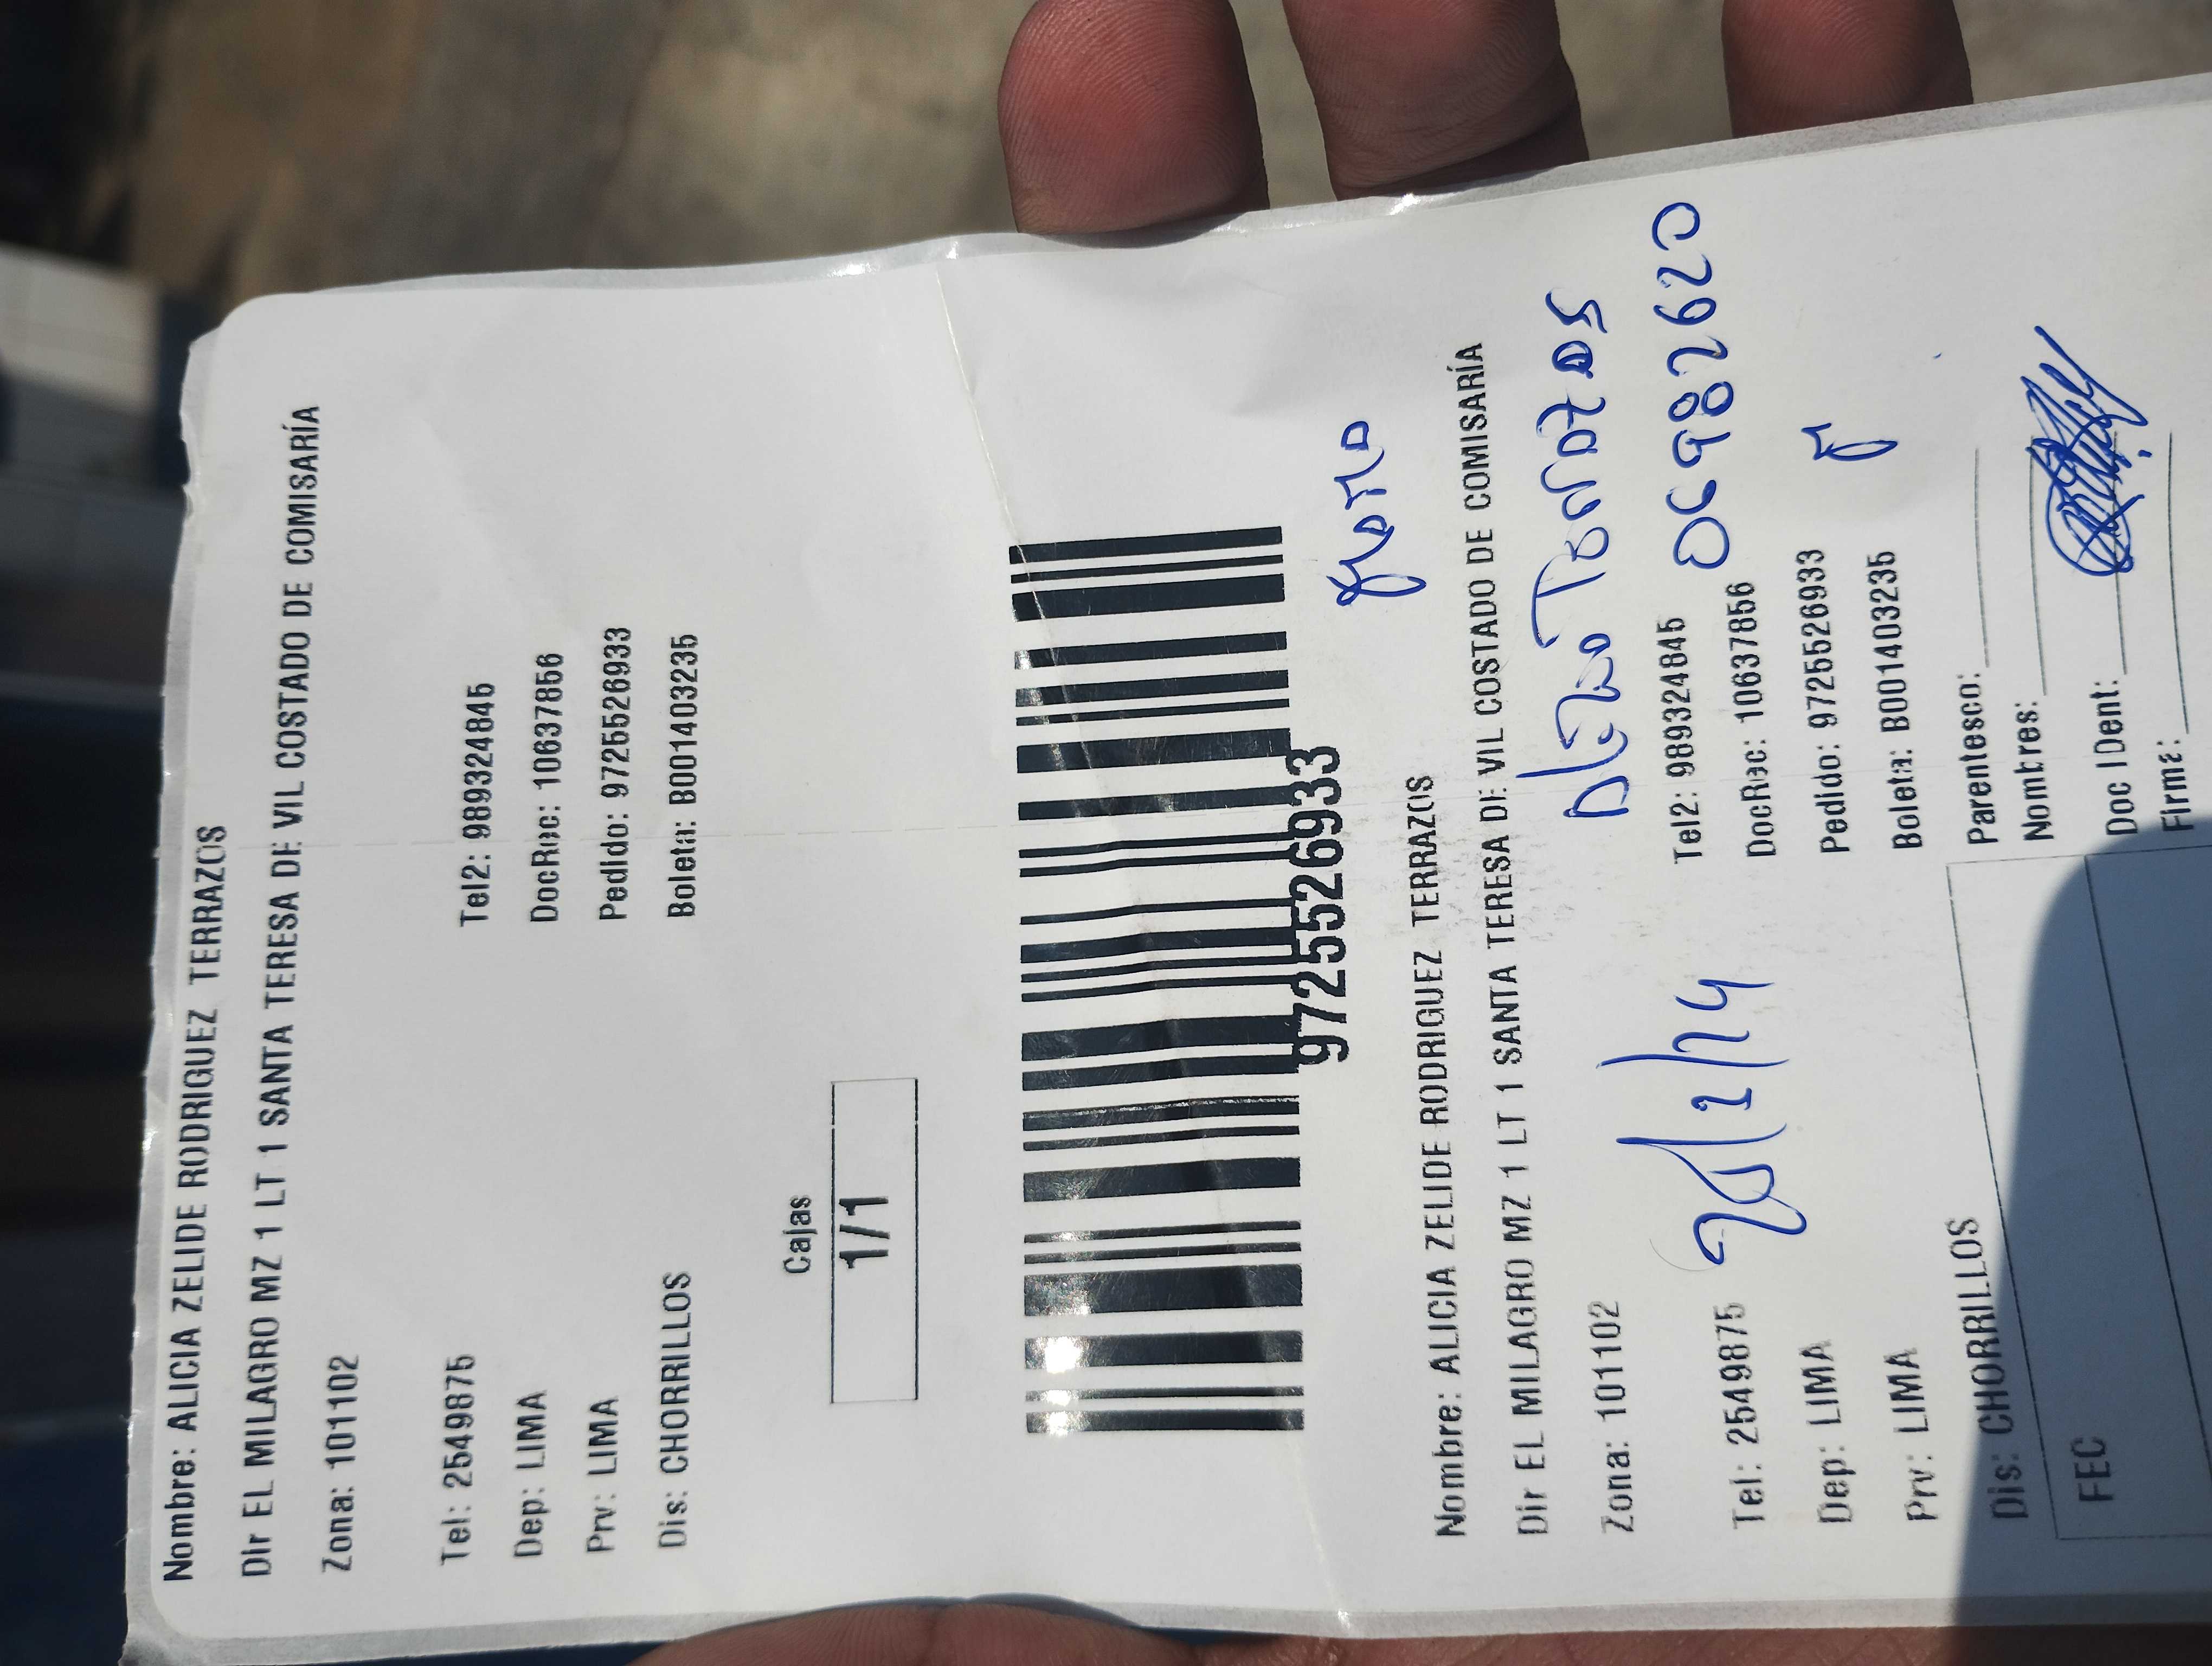 Nombre: ALICIA ZELIDE RODRIGUEZ TERRAZOS
Dir EL MILAGRO MZ 1 LT 1 SANTA TERESA DE VIL COSTADO DE COMISARÍA
Zona: 101102
Tel: 2549875 Tel2: 989324845
Dep: LIMA DocRec: 10637856
Prv: LIMA Pedido: 9725526933
Dis: CHORRILLOS Boleta: B001403235
Cajas
1/1
9725526933
Nombre: ALICIA ZELIDE RODRIGUEZ TERRAZOS
Dir EL MILAGRO MZ 1 LT 1 SANTA TERESA DE VIL COSTADO DE COMISARÍA
Zona: 101102
06982620
Tel: 2549875 Tel2: 989324845
Dep: LIMA DocRec: 10637856
Prv: LIMA Pedido: 9725526933
Dis: CHORRILLOS Boleta: B001403235
Parentesco:
Nombres:
FEC Doc IDent:
Firma: